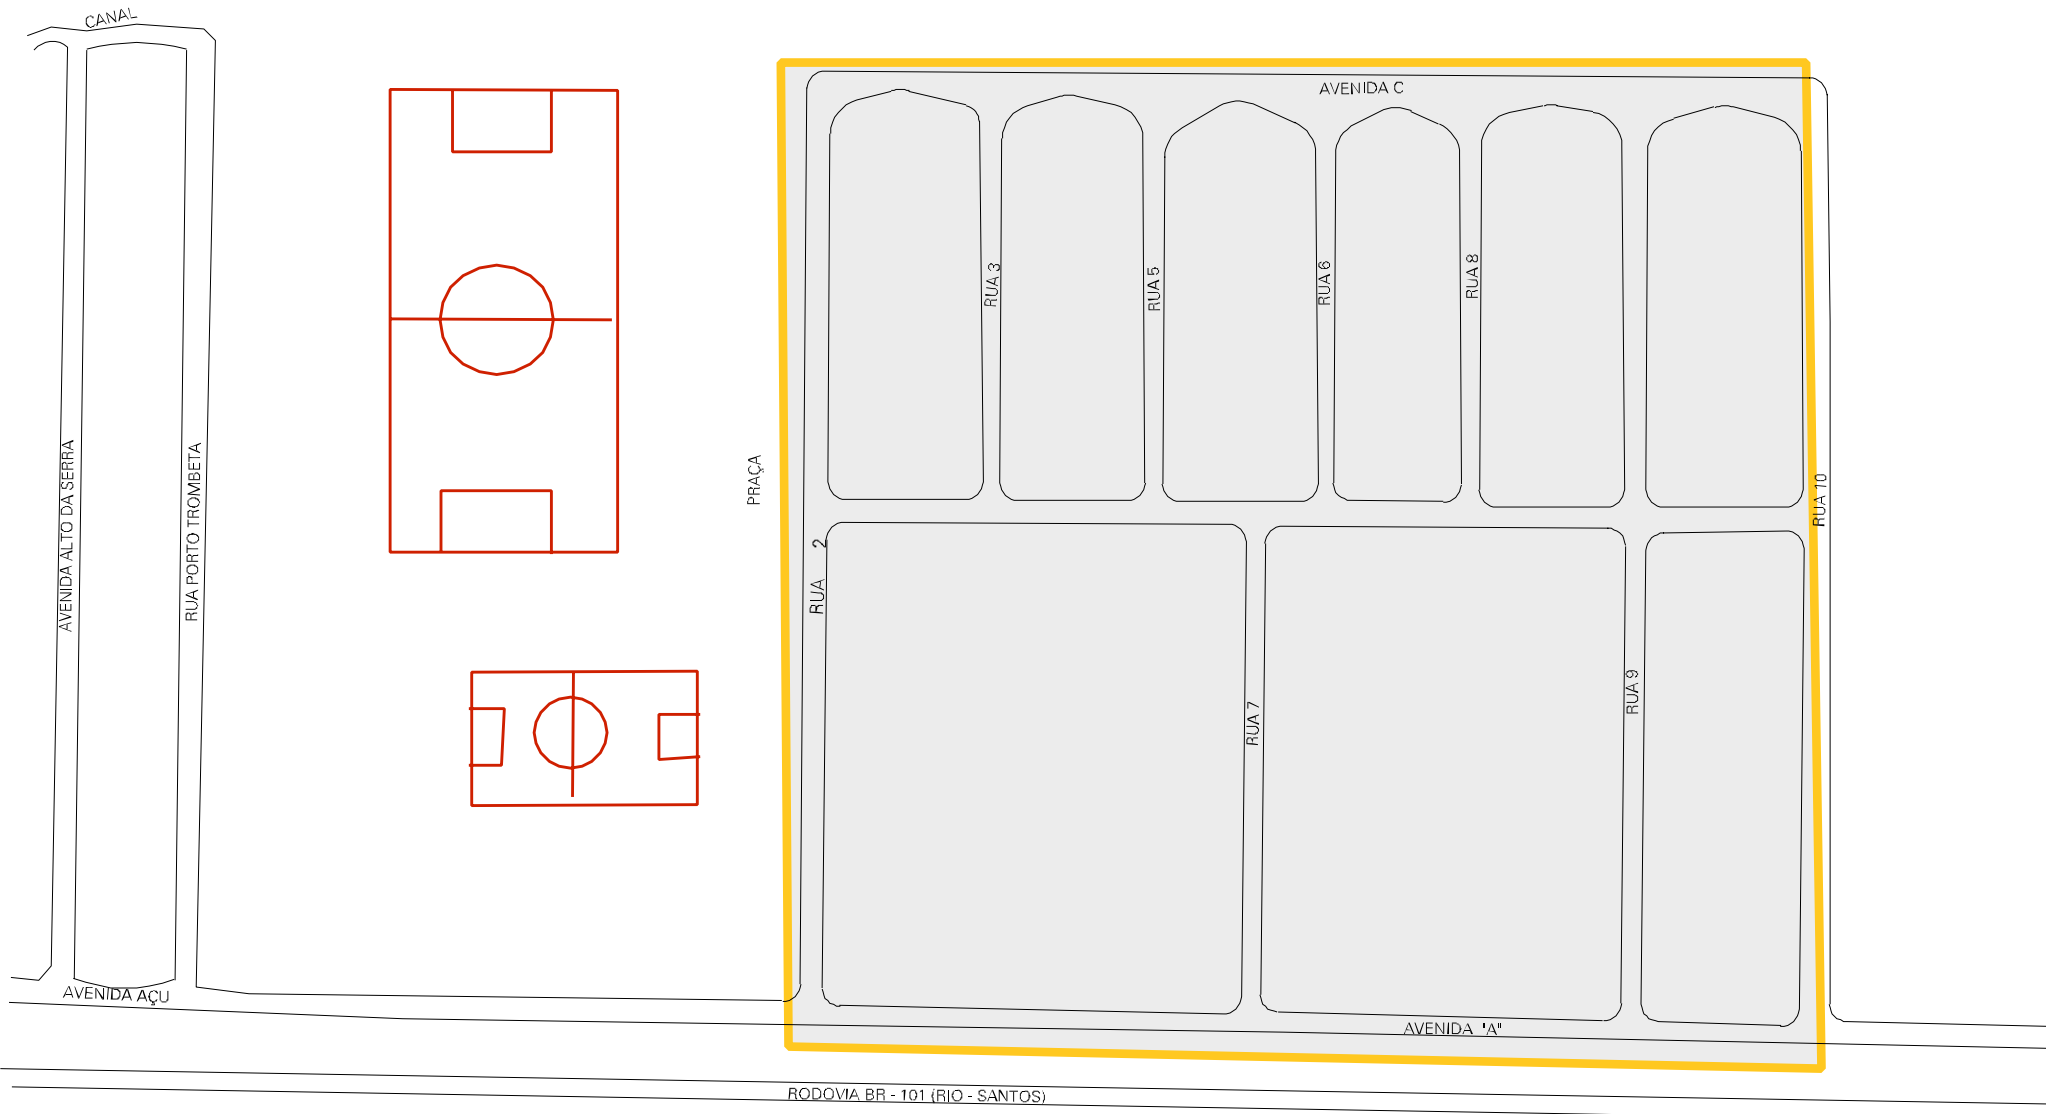 CANAL
AVENIDA C
RUA 3
RUA 5
RUA 6
RUA 8
AVENIDA ALTO DA SERRA
RUA PORTO TROMBETA
PRAÇA
RUA 10
RUA 2
RUA 7
RUA 9
AVENIDA AÇU
AVENIDA "A"
RODOVIA BR - 101 (RIO - SANTOS)